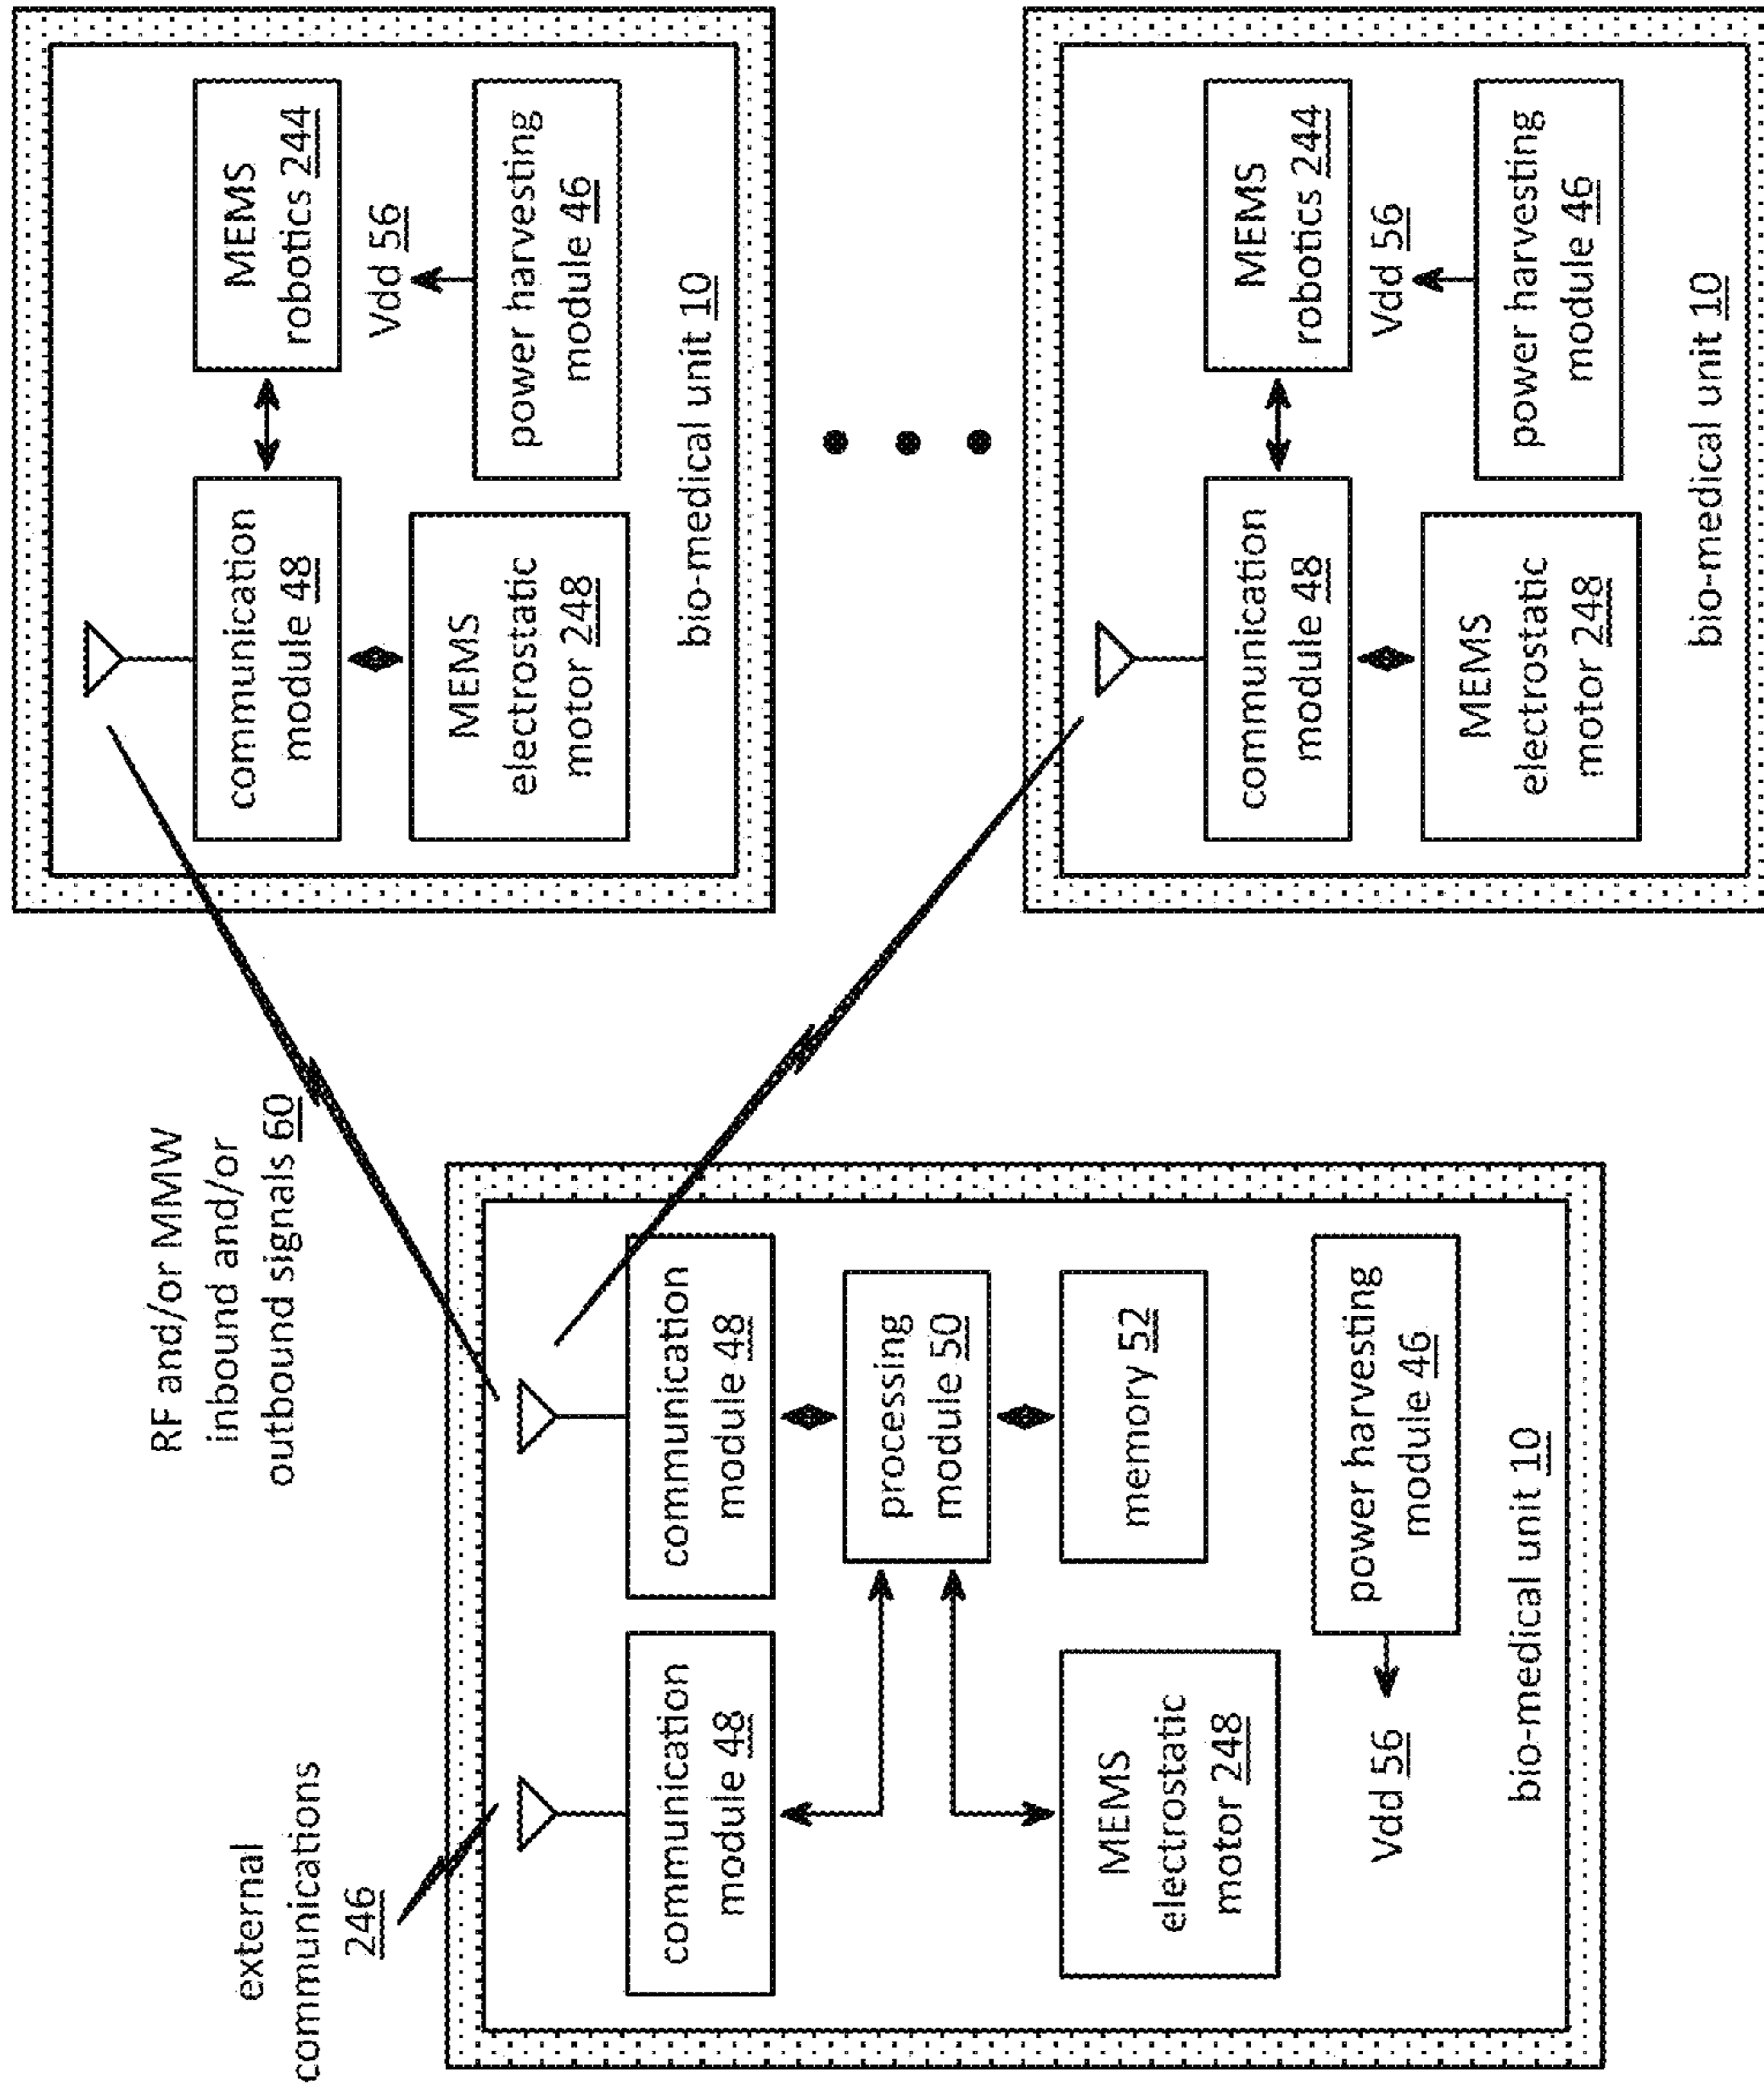 external
communications
246
RF and/or MMW
inbound and/or
outbound signals 60
communication
module 48
communication
module 48
processing
module 50
MEMS
electrostatic
motor 248
memory 52
Vdd 56
power harvesting
module 46
bio-medical unit 10
communication
module 48
MEMS
robotics 244
Vdd 56
MEMS
electrostatic
motor 248
power harvesting
module 46
bio-medical unit 10
communication
module 48
MEMS
robotics 244
Vdd 56
MEMS
electrostatic
motor 248
power harvesting
module 46
bio-medical unit 10